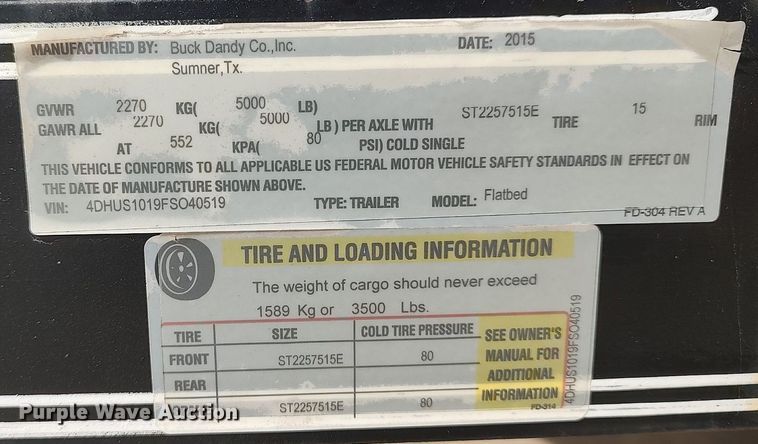 MANUFACTURED BY: Buck Dandy Co.,Inc. DATE: 2015
Sumner,Tx.
GVWR 2270 KG( 5000 LB)
GAWR ALL 2270 KG( 5000 LB ) PER AXLE WITH ST2257515E TIRE 15 RIM
AT 552 KPA( 80 PSI) COLD SINGLE
THIS VEHICLE CONFORMS TO ALL APPLICABLE US FEDERAL MOTOR VEHICLE SAFETY STANDARDS IN EFFECT ON
THE DATE OF MANUFACTURE SHOWN ABOVE.
VIN: 4DHUS1019FSO40519 TYPE: TRAILER MODEL: Flatbed
FD-304 REV A
TIRE AND LOADING INFORMATION
The weight of cargo should never exceed
1589 Kg or 3500 Lbs.
TIRE SIZE COLD TIRE PRESSURE SEE OWNER'S
FRONT ST2257515E 80 MANUAL FOR
REAR ADDITIONAL
INFORMATION
ST2257515E 80 FD-314
4DHUS1019FSO40519
Purple Wave Auction